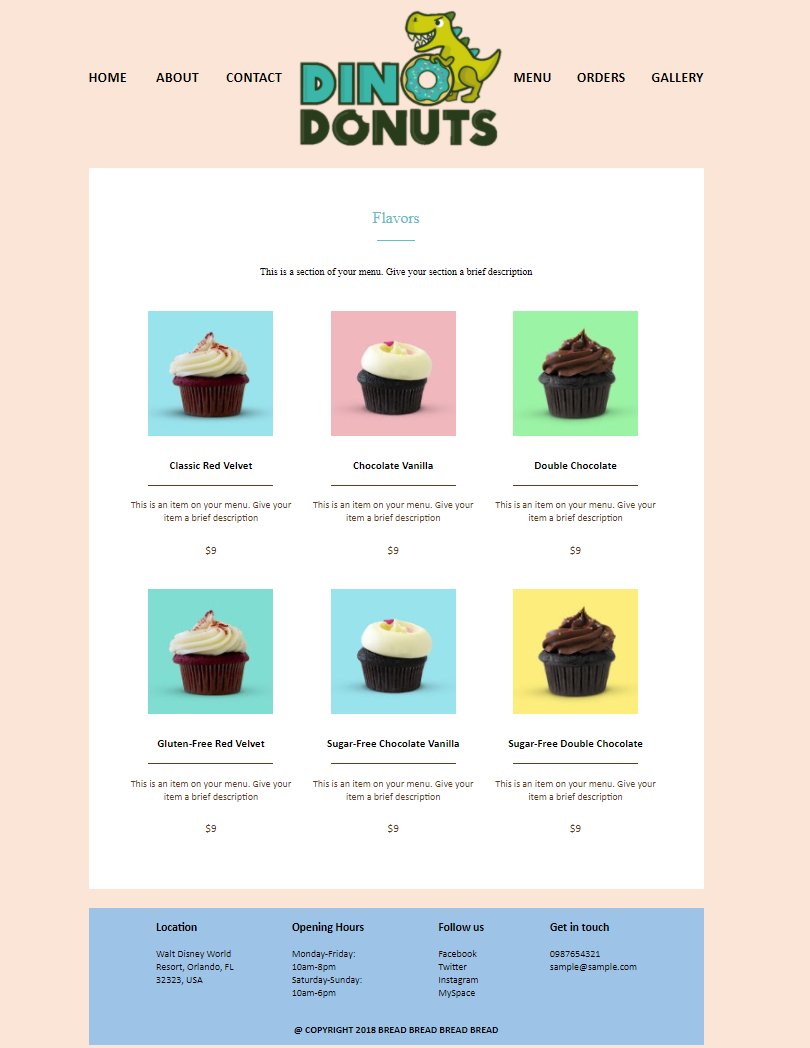 HOME ABOUT CONTACT DINO DONUTS MENU ORDERS GALLERY
Flavors
This is a section of your menu. Give your section a brief description
Classic Red Velvet
This is an item on your menu. Give your
item a brief description
$9
Chocolate Vanilla
This is an item on your menu. Give your
item a brief description
$9
Double Chocolate
This is an item on your menu. Give your
item a brief description
$9
Gluten-Free Red Velvet
This is an item on your menu. Give your
item a brief description
$9
Sugar-Free Chocolate Vanilla
This is an item on your menu. Give your
item a brief description
$9
Sugar-Free Double Chocolate
This is an item on your menu. Give your
item a brief description
$9
Location
Walt Disney World
Resort, Orlando, FL
32323, USA
Opening Hours
Monday-Friday:
10am-8pm
Saturday-Sunday:
10am-6pm
Follow us
Facebook
Twitter
Instagram
MySpace
Get in touch
0987654321
sample@sample.com
@ COPYRIGHT 2018 BREAD BREAD BREAD BREAD